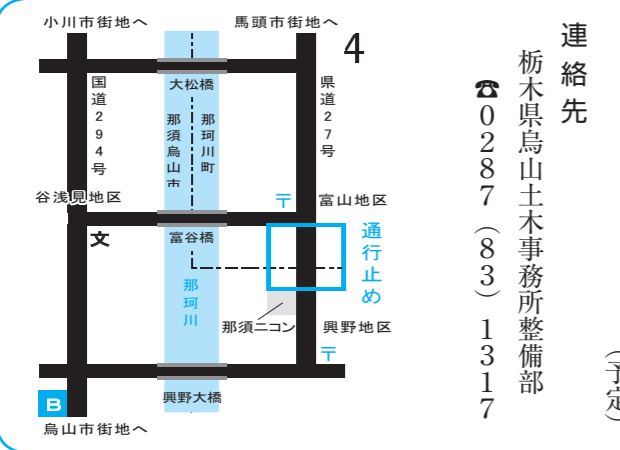 （予定）
連絡先
栃木県烏山土木事務所整備部
☎0287（83）1317
小川市街地へ
馬頭市街地へ
4
国道294号
大松橋
県道27号
那須烏山市
那珂川町
谷浅見地区
〒
富山地区
文
富谷橋
通行止め
那珂川
那須ニコン
興野地区
〒
B
興野大橋
烏山市街地へ